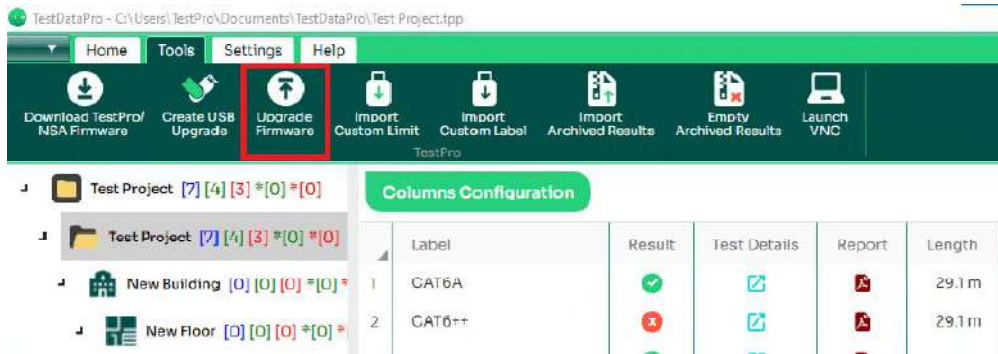 TestDataPro - C:\Users\TestPro\Documents\TestDataPro\Test Project.tpp
Home Tools Settings Help
Download TestPro/ NSA Firmware
Create USB Upgrade
Upgrade Firmware
Import Custom Limit
Import Custom Label
Import Archived Results
Empty Archived Results
Launch VNC
TestPro
Test Project [7] [4] [3] *[0] *[0]
Columns Configuration
Test Project [7] [4] [3] *[0] *[0]
Label Result Test Details Report Length
New Building [0] [0] [0] *[0] *
1 CAT6A 29.1 m
New Floor [0] [0] [0] *[0] *
2 CAT6++ 29.1 m